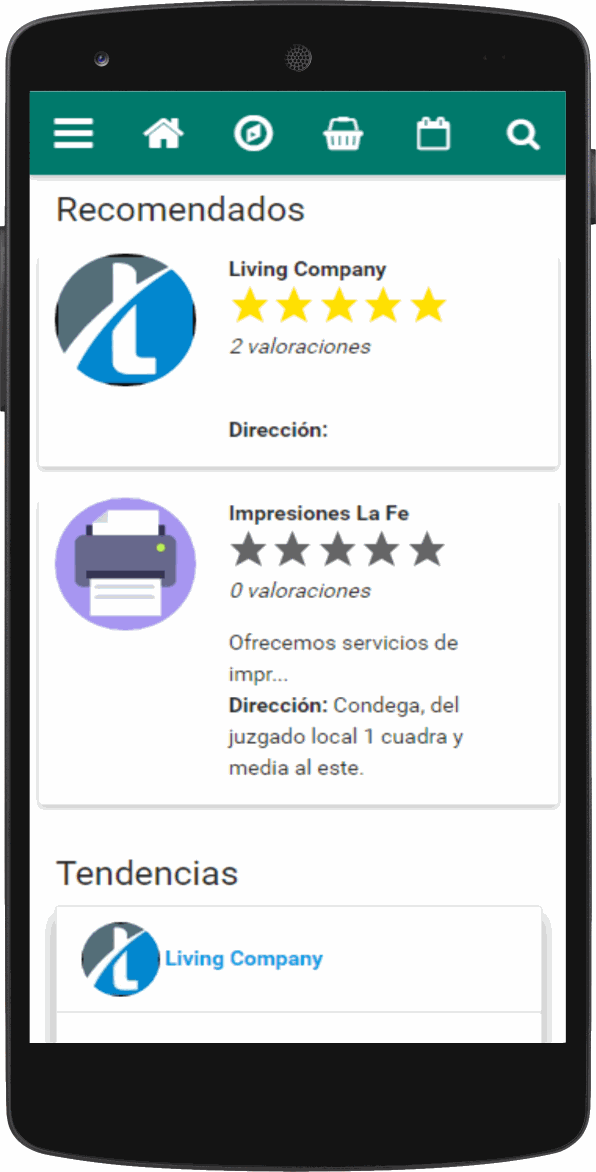 Recomendados
Living Company
2 valoraciones
Dirección:
Impresiones La Fe
0 valoraciones
Ofrecemos servicios de
impr...
Dirección: Condega, del
juzgado local 1 cuadra y
media al este.
Tendencias
Living Company